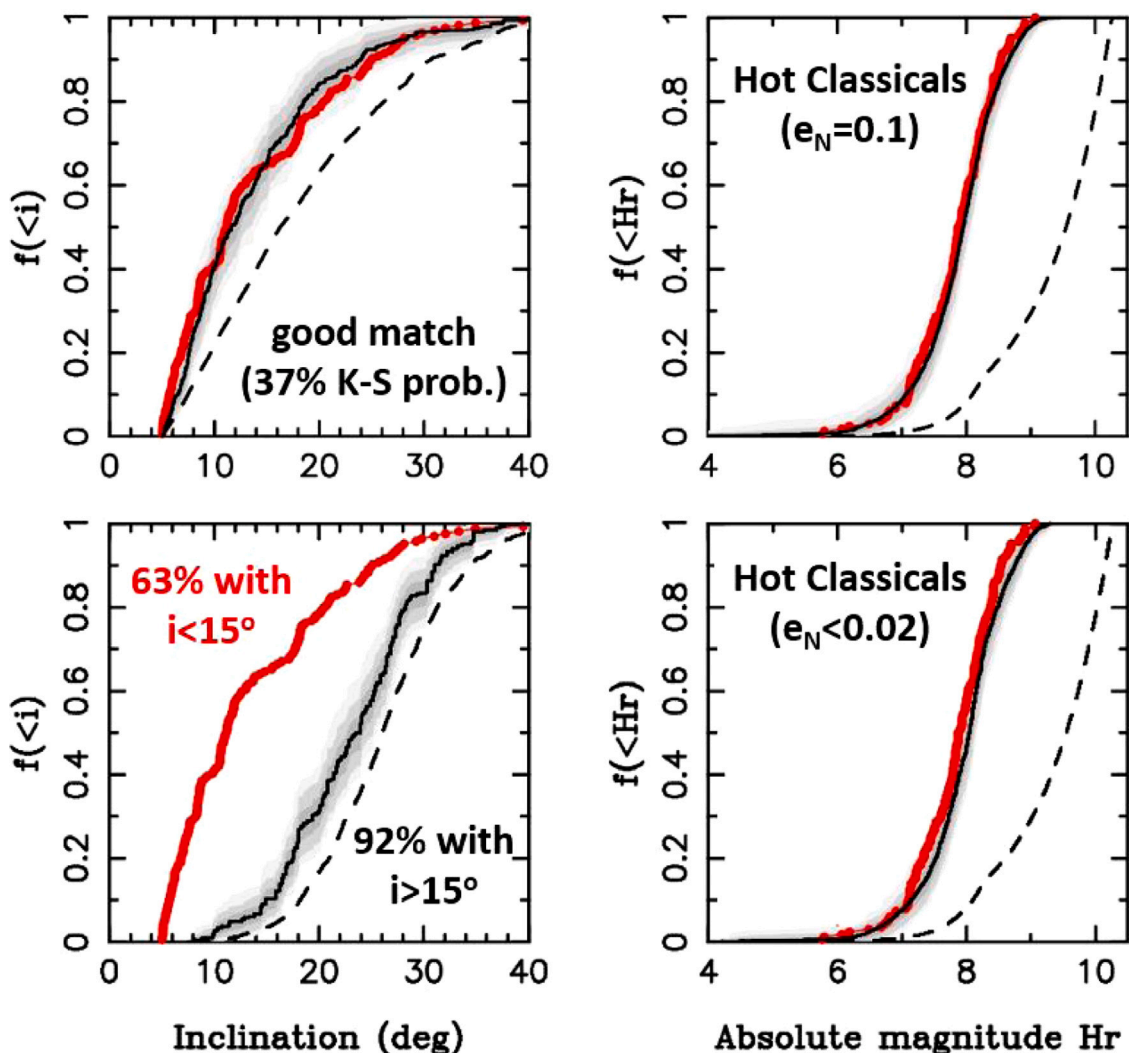 f(<i)
0 0.2 0.4 0.6 0.8 1
good match
(37% K-S prob.)
0 10 20 30 40
f(<Hr)
0 0.2 0.4 0.6 0.8 1
Hot Classicals
(eN=0.1)
4 6 8 10
f(<i)
0 0.2 0.4 0.6 0.8 1
63% with
i<15º
92% with
i>15º
0 10 20 30 40
Inclination (deg)
f(<Hr)
0 0.2 0.4 0.6 0.8 1
Hot Classicals
(eN<0.02)
4 6 8 10
Absolute magnitude Hr